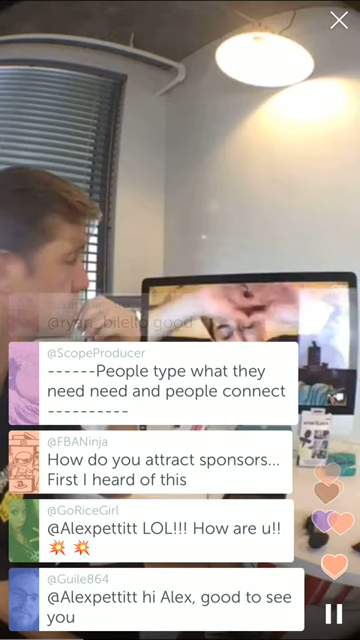 @ryan_bilello good
@ScopeProducer
------People type what they
need need and people connect
----------
@FBANinja
How do you attract sponsors...
First I heard of this
@GoRiceGirl
@Alexpettitt LOL!!! How are u!!
💥 💥
@Guile864
@Alexpettitt hi Alex, good to see
you